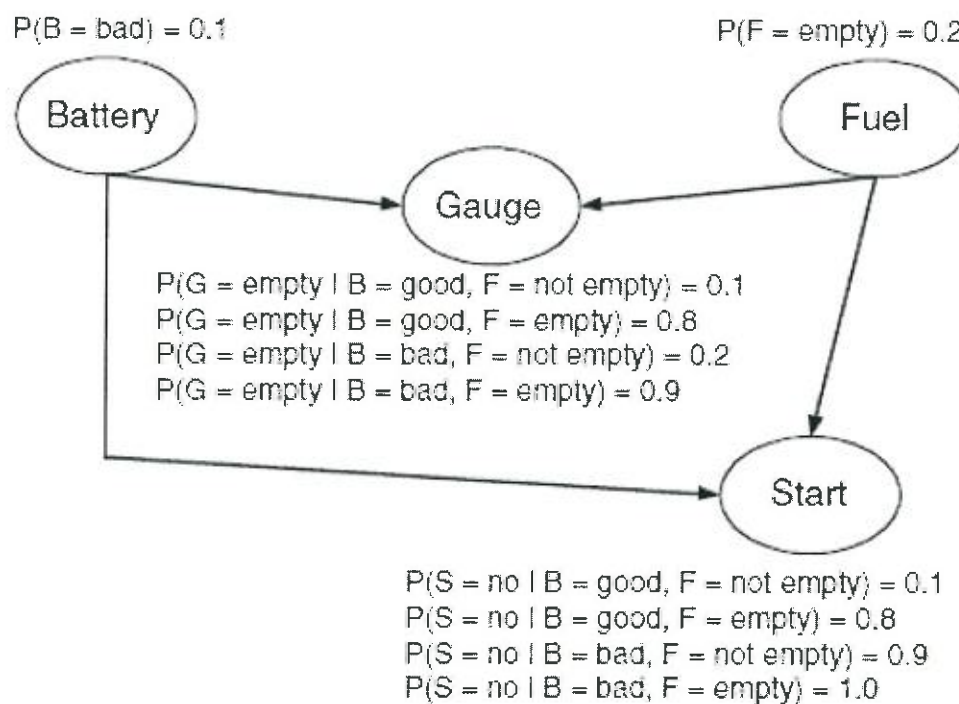 P(B = bad) = 0.1
P(F = empty) = 0.2
Battery
Fuel
Gauge
P(G = empty | B = good, F = not empty) = 0.1
P(G = empty | B = good, F = empty) = 0.8
P(G = empty | B = bad, F = not empty) = 0.2
P(G = empty | B = bad, F = empty) = 0.9
Start
P(S = no | B = good, F = not empty) = 0.1
P(S = no | B = good, F = empty) = 0.8
P(S = no | B = bad, F = not empty) = 0.9
P(S = no | B = bad, F = empty) = 1.0